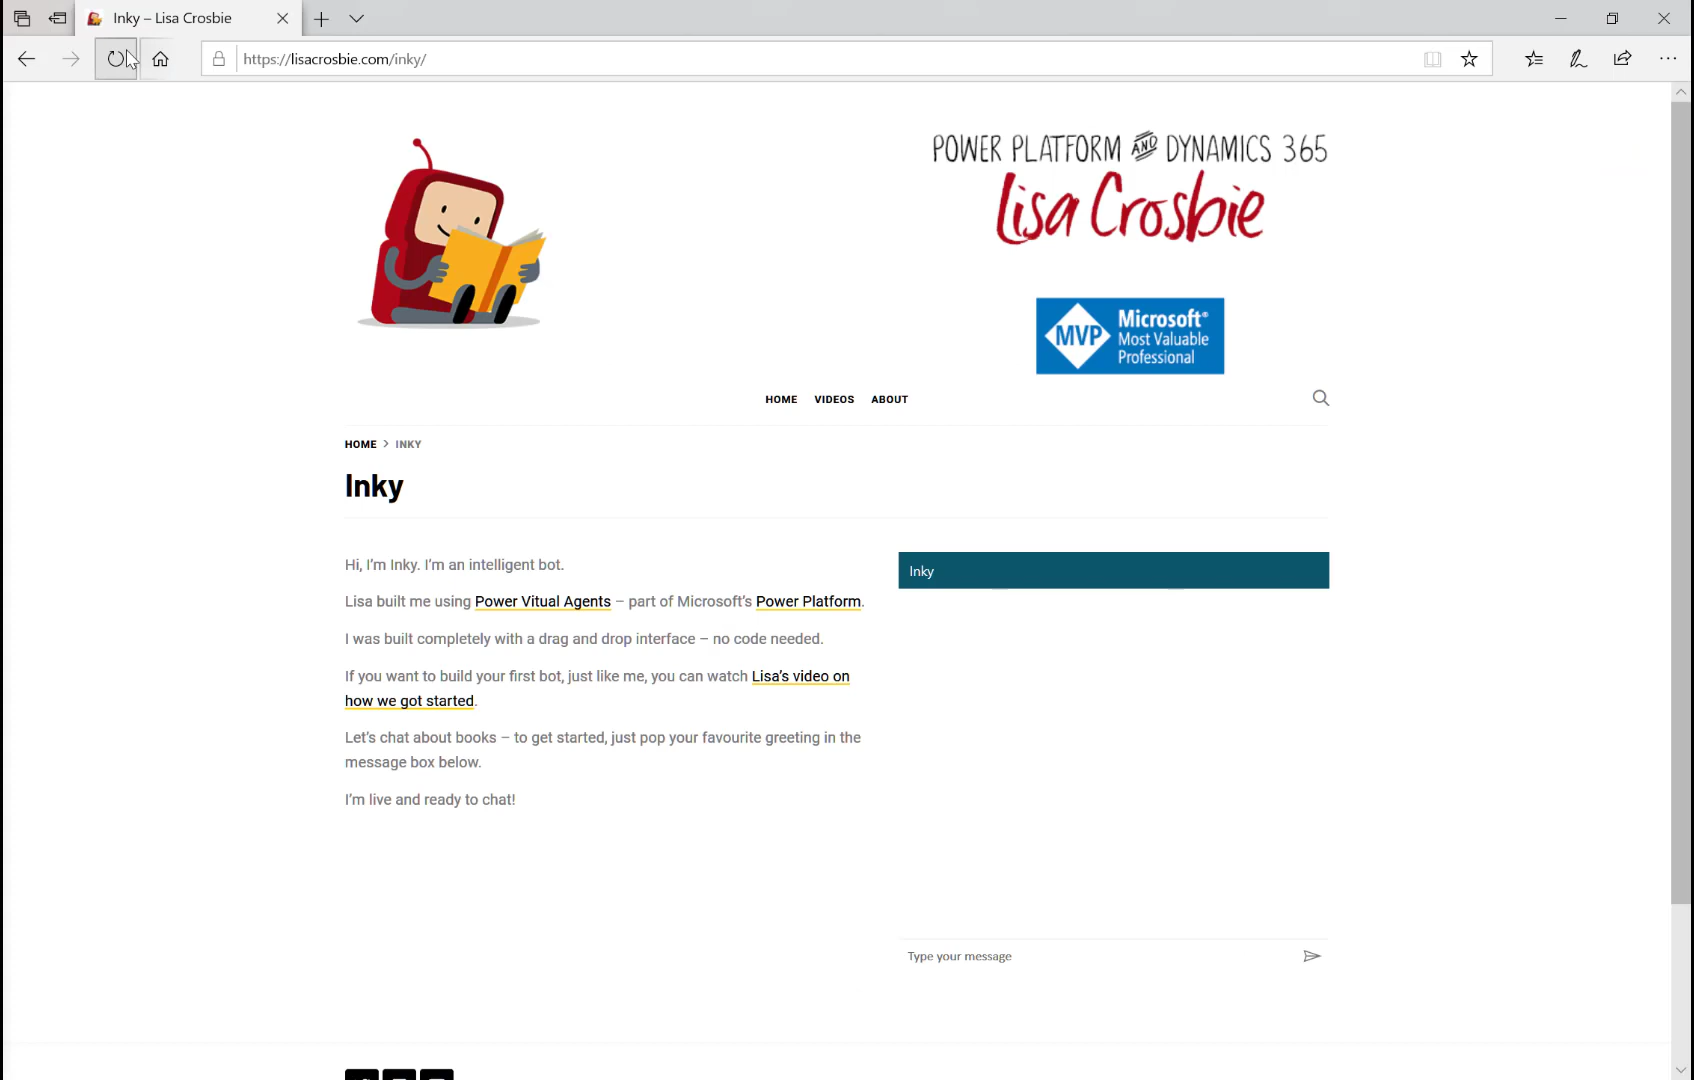 Inky – Lisa Crosbie
https://lisacrosbie.com/inky/
POWER PLATFORM AND DYNAMICS 365
Lisa Crosbie
MVP
Microsoft®
Most Valuable
Professional
HOME VIDEOS ABOUT
HOME > INKY
Inky
Hi, I'm Inky. I'm an intelligent bot.
Lisa built me using Power Vitual Agents – part of Microsoft's Power Platform.
I was built completely with a drag and drop interface – no code needed.
If you want to build your first bot, just like me, you can watch Lisa's video on
how we got started.
Let's chat about books – to get started, just pop your favourite greeting in the
message box below.
I'm live and ready to chat!
Inky
Type your message